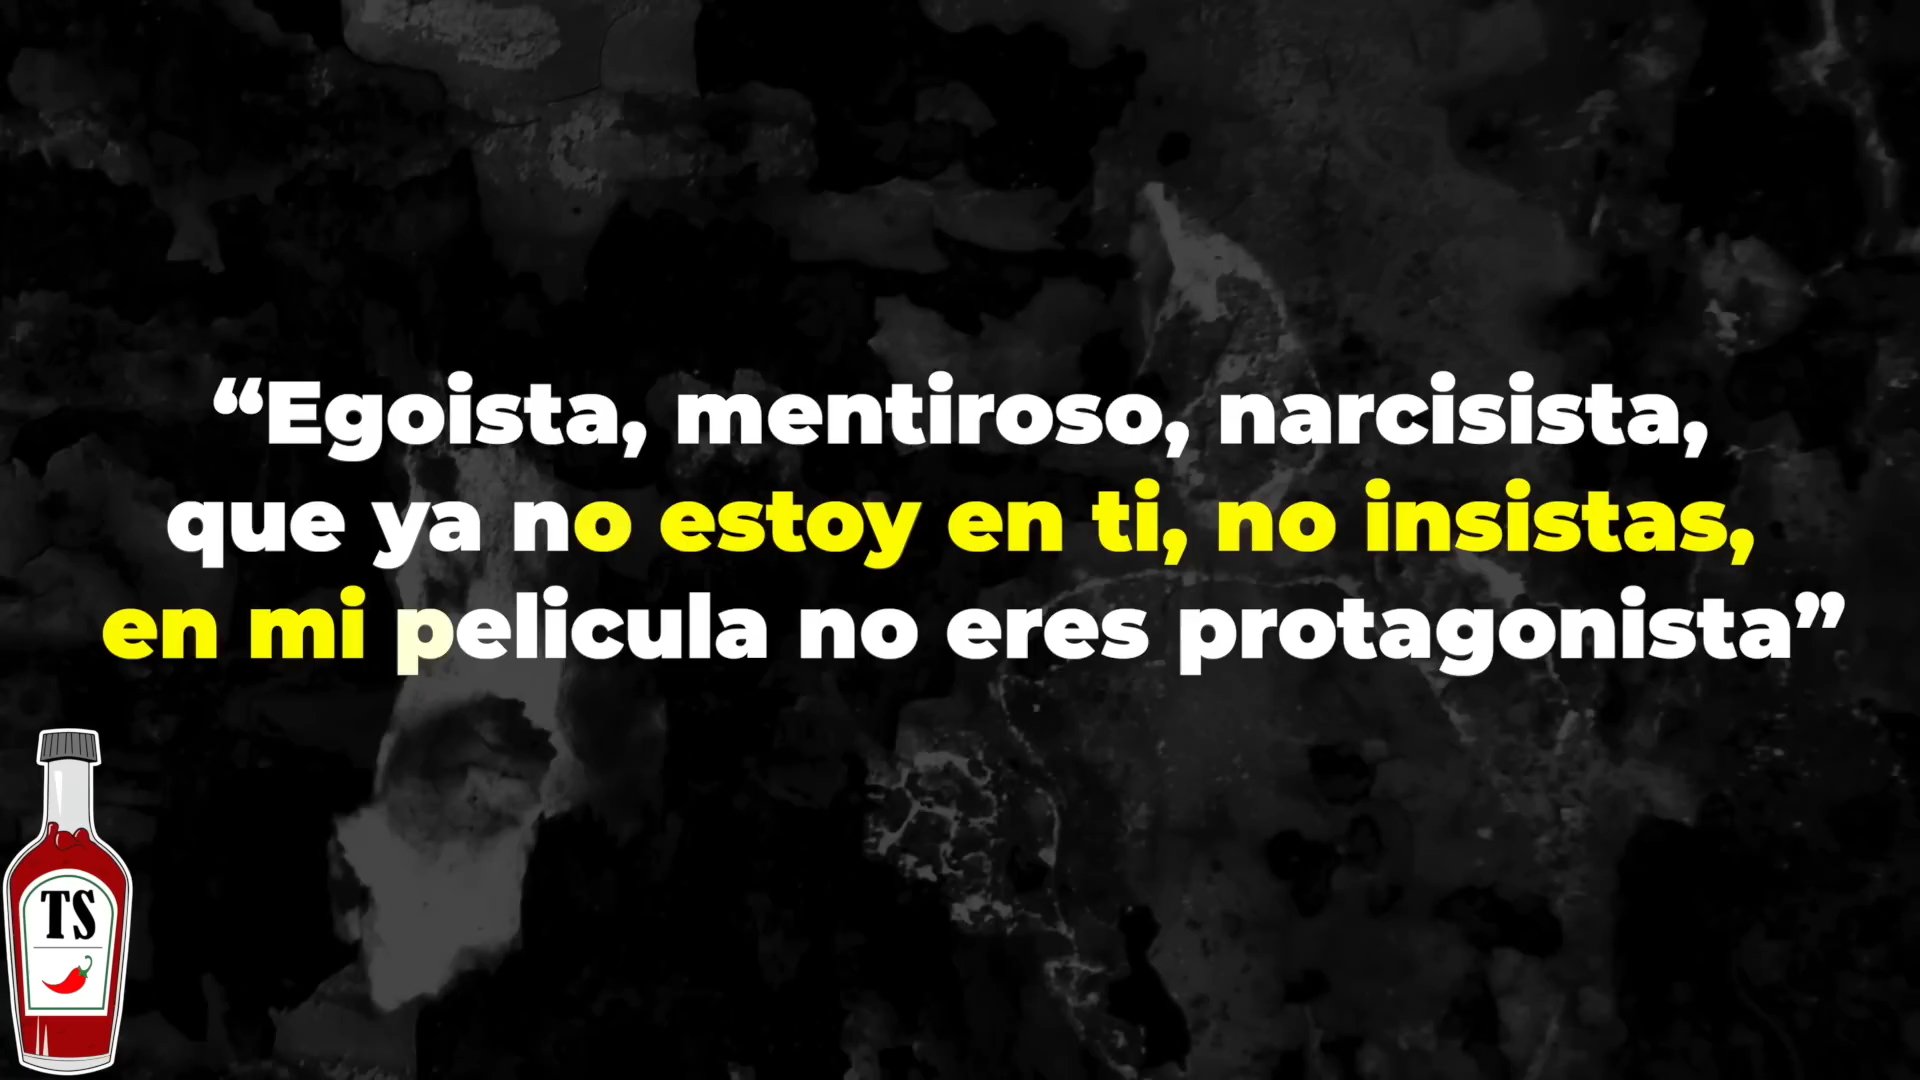 “Egoista, mentiroso, narcisista,
que ya no estoy en ti, no insistas,
en mi pelicula no eres protagonista”
TS